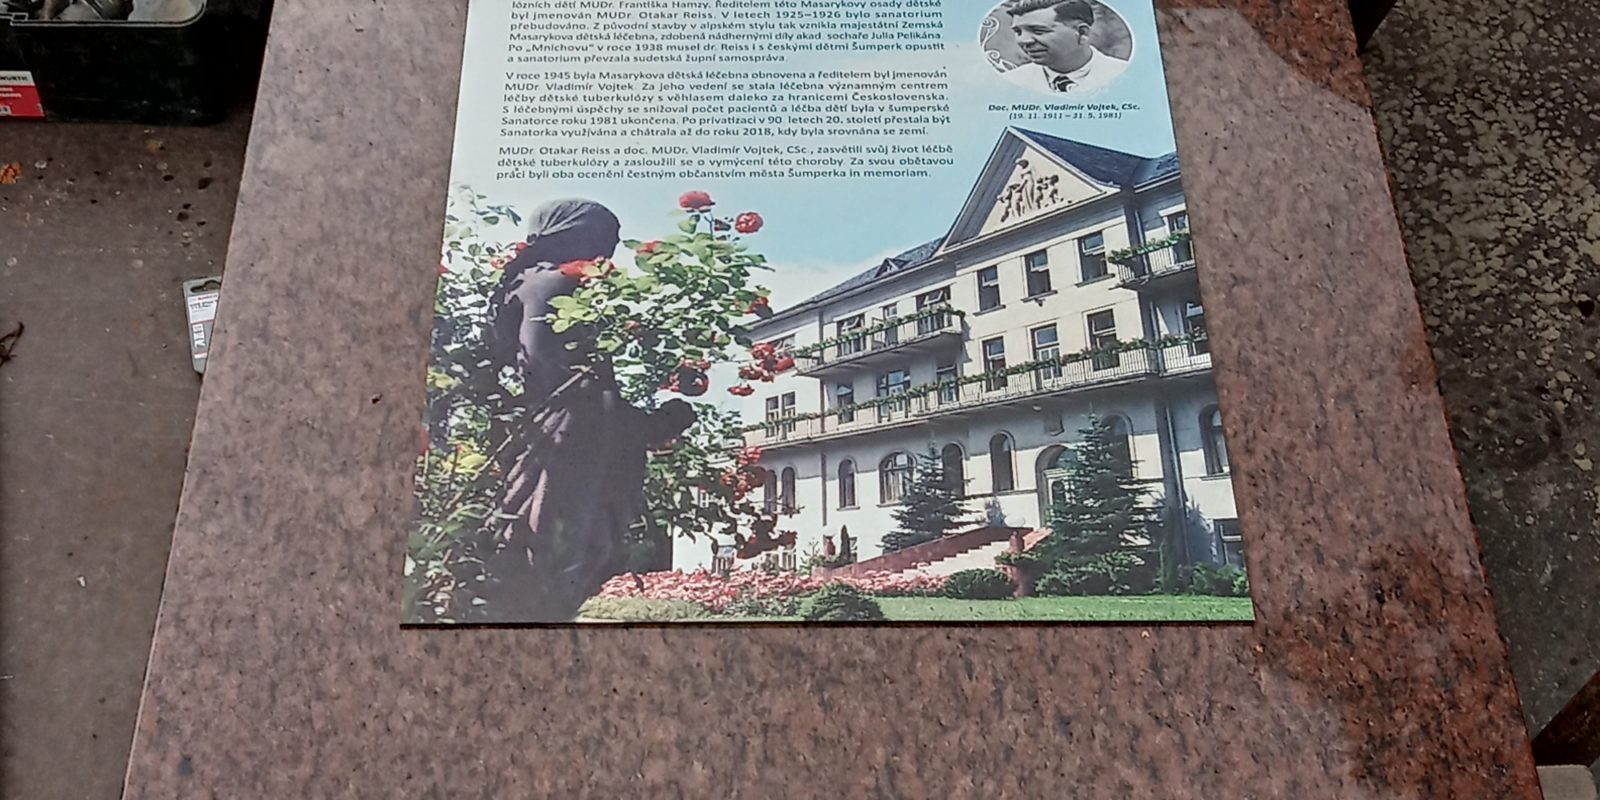 lózních dětí MUDr. Františka Hamzy. Ředitelem této Masarykovy osady dětské
byl jmenován MUDr. Otakar Reiss. V letech 1925–1926 bylo sanatorium
přebudováno. Z původní stavby v alpském stylu tak vznikla majestátní Zemská
Masarykova dětská léčebna, zdobená nádhernými díly akad. sochaře Julia Pelikána.
Po „Mnichovu“ v roce 1938 musel dr. Reiss i s českými dětmi Šumperk opustit
a sanatorium převzala sudetská župní samospráva.
V roce 1945 byla Masarykova dětská léčebna obnovena a ředitelem byl jmenován
MUDr. Vladimír Vojtek. Za jeho vedení se stala léčebna významným centrem
léčby dětské tuberkulózy s věhlasem daleko za hranicemi Československa.
S léčebnými úspěchy se snižoval počet pacientů a léčba dětí byla v šumperské
Sanatorce roku 1981 ukončena. Po privatizaci v 90. letech 20. století přestala být
Sanatorka využívána a chátrala až do roku 2018, kdy byla srovnána se zemí.
MUDr. Otakar Reiss a doc. MUDr. Vladimír Vojtek, CSc., zasvětili svůj život léčbě
dětské tuberkulózy a zasloužili se o vymýcení této choroby. Za svou obětavou
práci byli oba oceněni čestným občanstvím města Šumperka in memoriam.
Doc. MUDr. Vladimír Vojtek, CSc.
(19. 11. 1911 – 31. 5. 1981)
WÜRTH